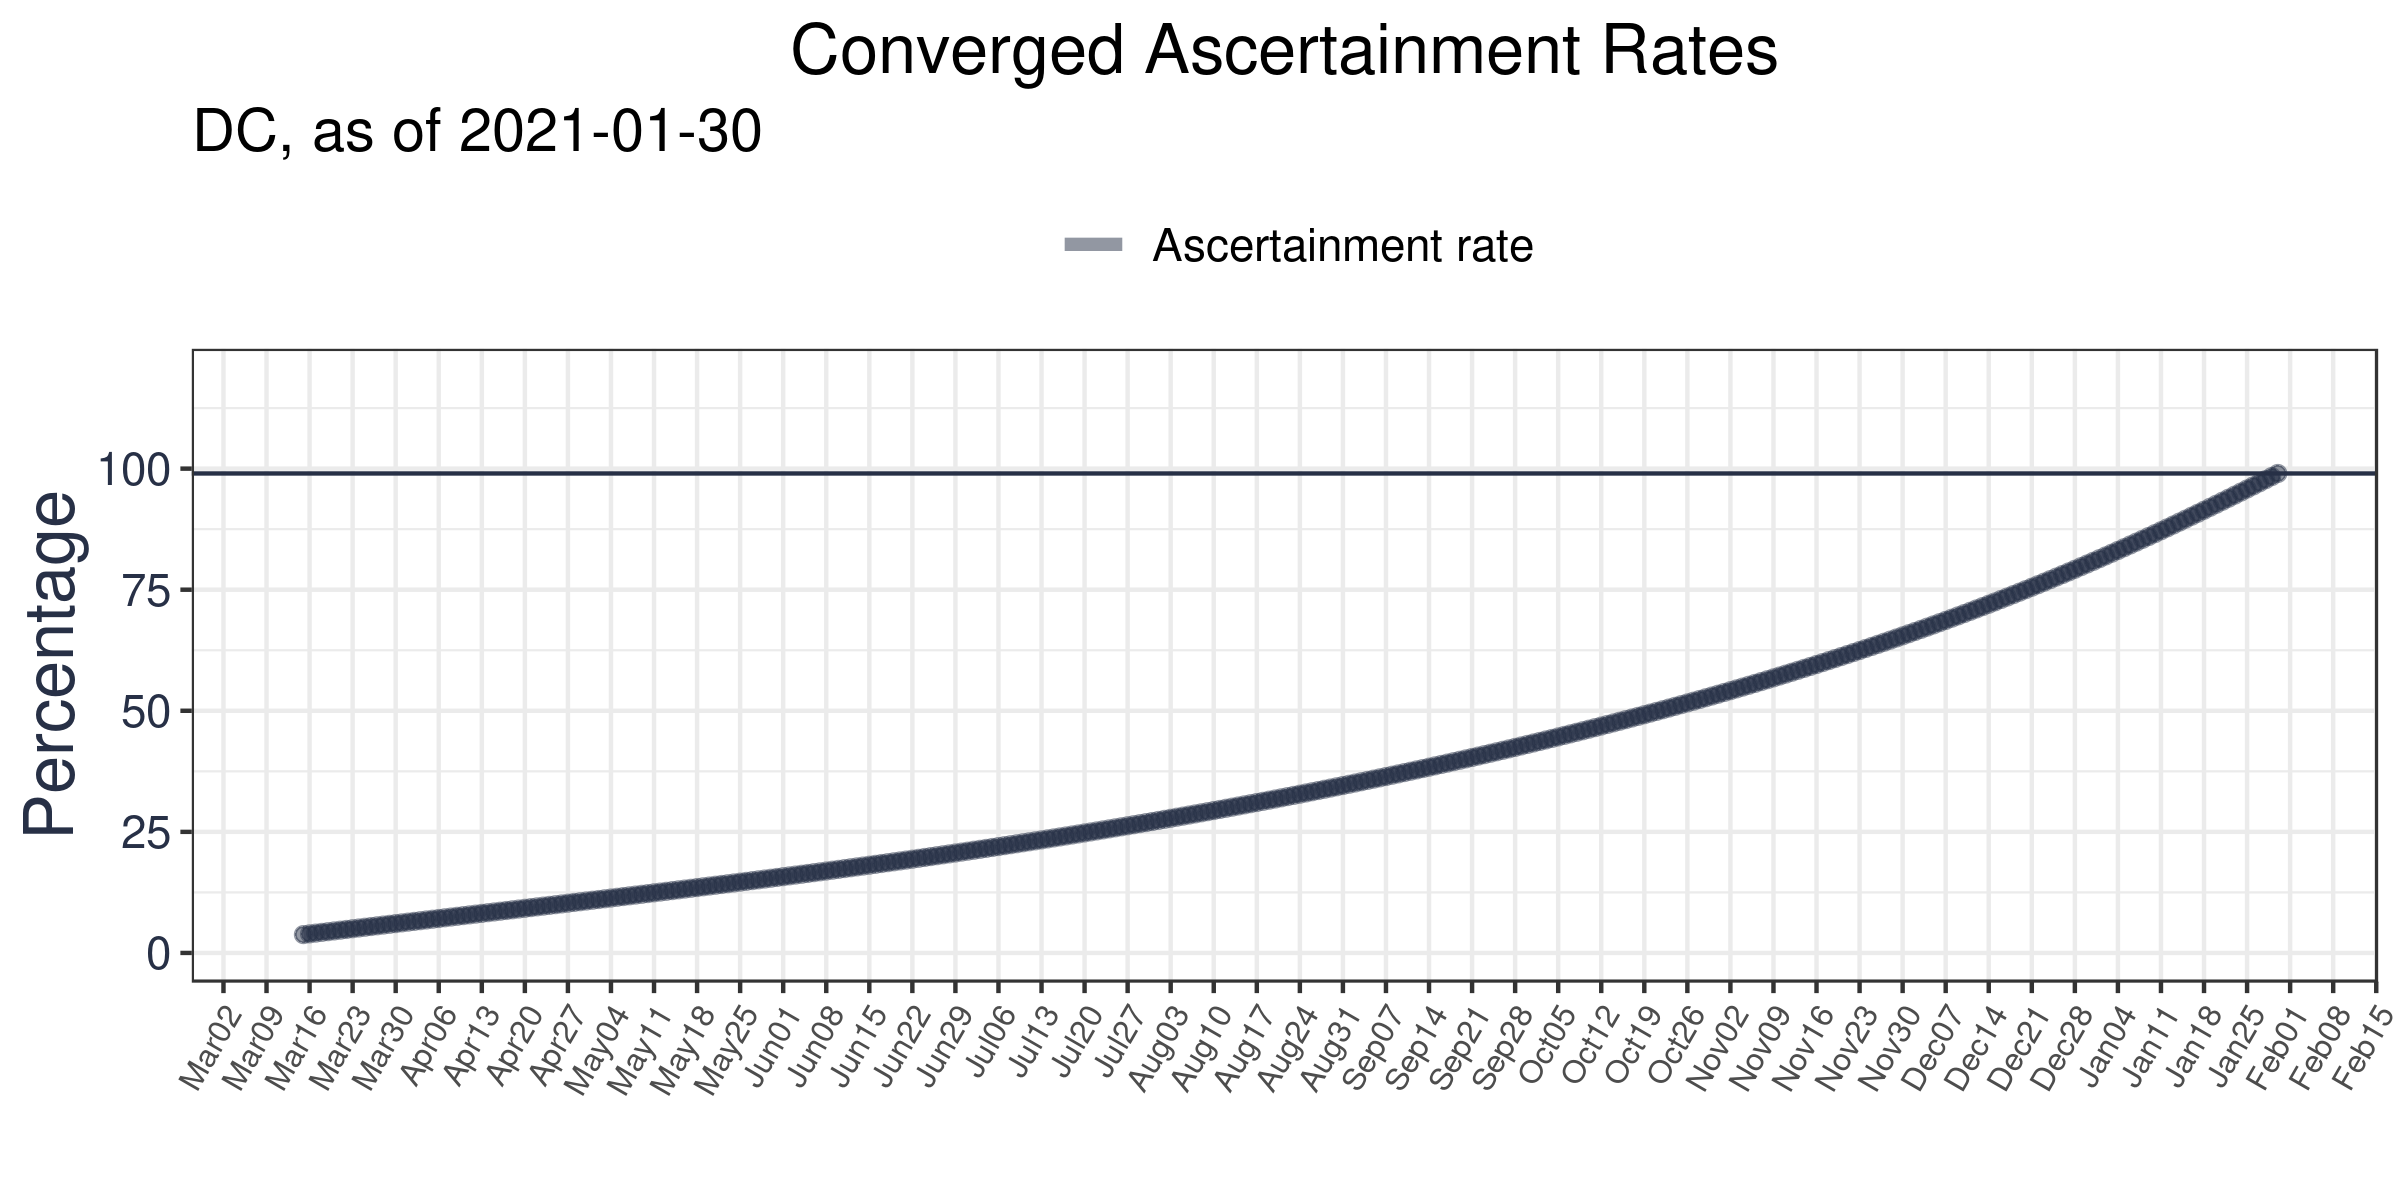 Converged Ascertainment Rates
DC, as of 2021-01-30
Ascertainment rate
Percentage
100
75
50
25
0
Mar02 Mar09 Mar16 Mar23 Mar30 Apr06 Apr13 Apr20 Apr27 May04 May11 May18 May25 Jun01 Jun08 Jun15 Jun22 Jun29 Jul06 Jul13 Jul20 Jul27 Aug03 Aug10 Aug17 Aug24 Aug31 Sep07 Sep14 Sep21 Sep28 Oct05 Oct12 Oct19 Oct26 Nov02 Nov09 Nov16 Nov23 Nov30 Dec07 Dec14 Dec21 Dec28 Jan04 Jan11 Jan18 Jan25 Feb01 Feb08 Feb15